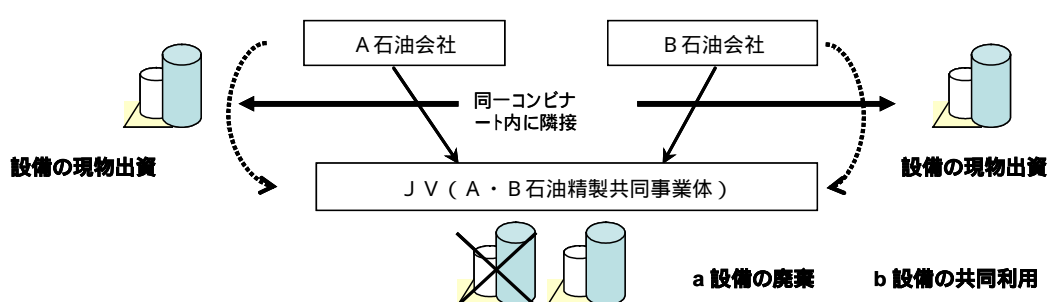 A石油会社
B石油会社
同一コンビナ
ート内に隣接
設備の現物出資
設備の現物出資
JV(A・B石油精製共同事業体)
a 設備の廃棄
b 設備の共同利用